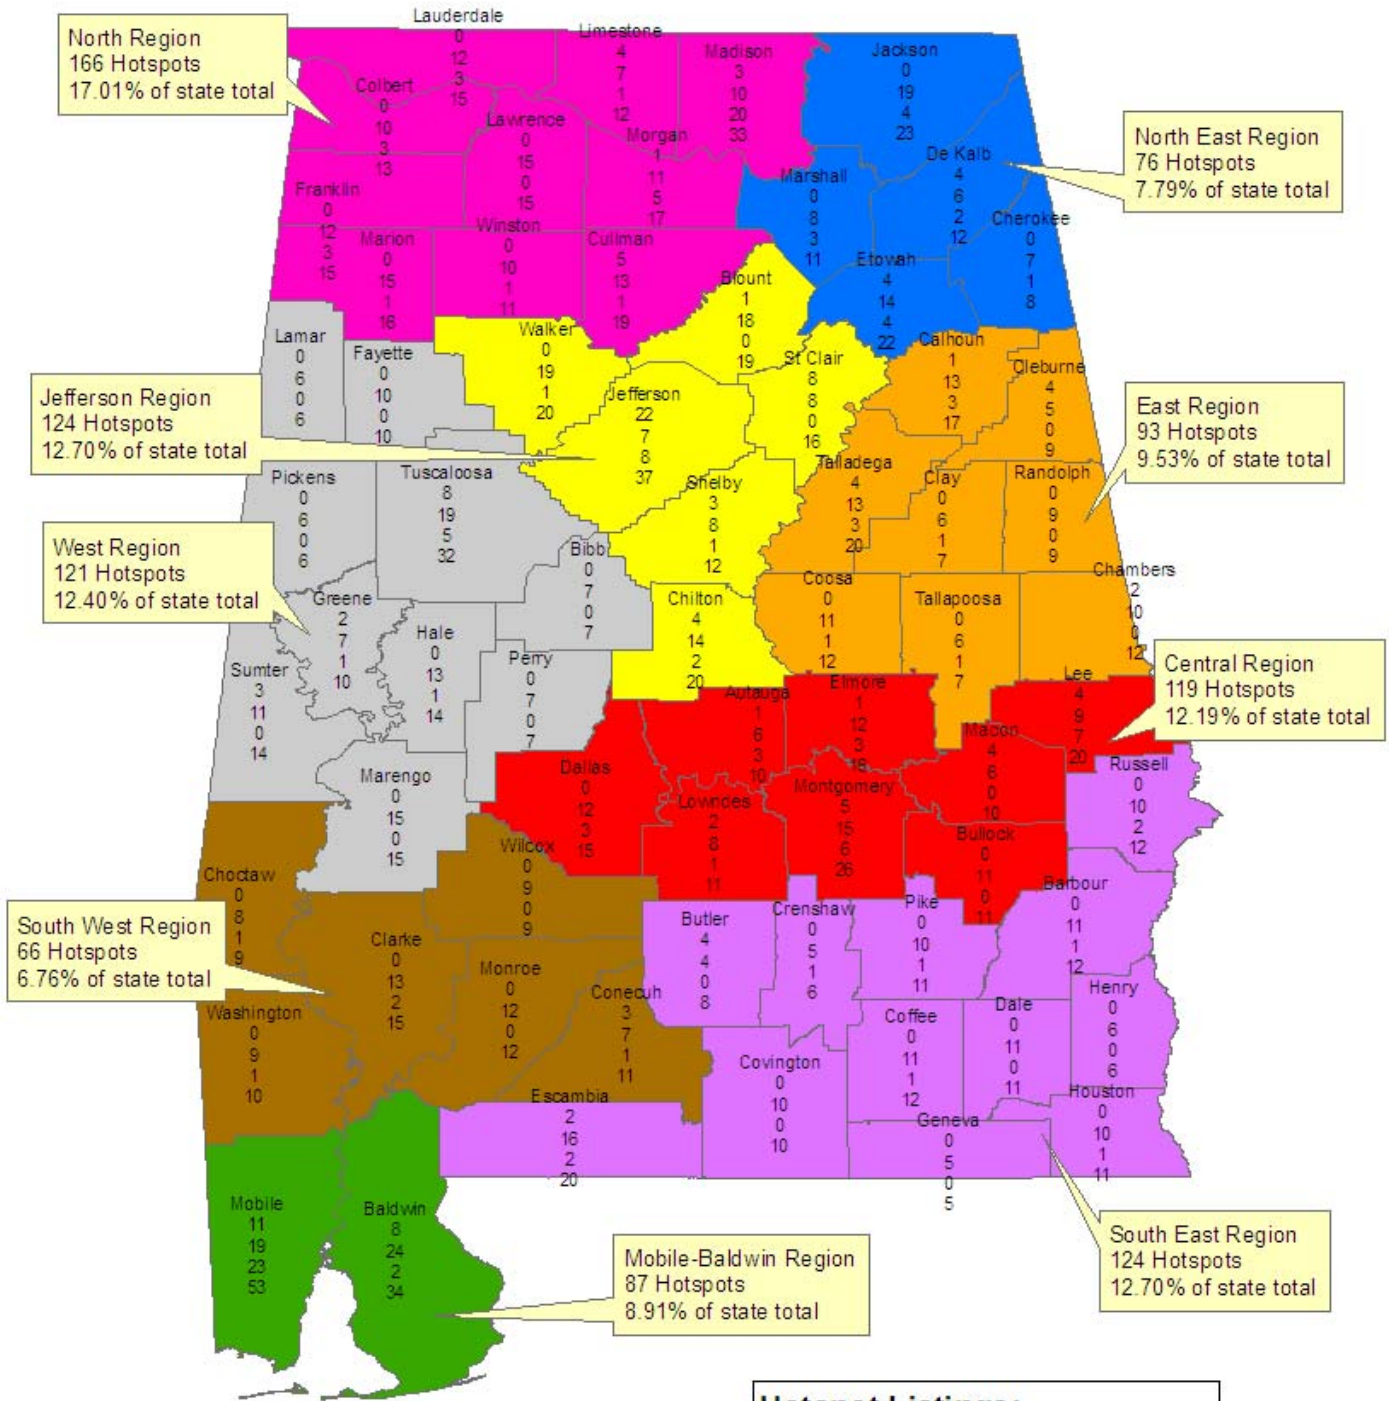 Lauderdale
0
12
3
15
Limestone
4
7
1
12
Madison
3
10
20
33
Jackson
0
19
4
23
North Region
166 Hotspots
17.01% of state total
Colbert
0
10
3
13
Lawrence
0
15
0
15
Morgan
1
11
5
17
De Kalb
4
6
2
12
North East Region
76 Hotspots
7.79% of state total
Marshall
0
8
3
11
Franklin
0
12
3
15
Cherokee
0
7
1
8
Marion
0
15
1
16
Winston
0
10
1
11
Cullman
5
13
1
19
Etowah
4
14
4
22
Blount
1
18
0
19
Lamar
0
6
0
6
Fayette
0
10
0
10
Walker
0
19
1
20
St Clair
8
8
0
16
Calhoun
1
13
3
17
Cleburne
4
5
0
9
Jefferson Region
124 Hotspots
12.70% of state total
Jefferson
22
7
8
37
East Region
93 Hotspots
9.53% of state total
Pickens
0
6
0
6
Tuscaloosa
8
19
5
32
Shelby
3
8
1
12
Talladega
4
13
3
20
Clay
0
6
1
7
Randolph
0
9
0
9
West Region
121 Hotspots
12.40% of state total
Bibb
0
7
0
7
Chambers
2
10
0
12
Greene
2
7
1
10
Hale
0
13
1
14
Chilton
4
14
2
20
Coosa
0
11
1
12
Tallapoosa
0
6
1
7
Sumter
3
11
0
14
Perry
0
7
0
7
Autauga
1
6
3
10
Elmore
1
12
3
Lee
4
9
7
20
Central Region
119 Hotspots
12.19% of state total
Macon
4
6
0
10
Russell
0
10
2
12
Marengo
0
15
0
15
Dallas
0
12
3
15
Lowndes
2
8
1
11
Montgomery
5
15
6
26
Bullock
0
11
0
11
Choctaw
0
8
1
9
Wilcox
0
9
0
9
Barbour
0
11
1
12
South West Region
66 Hotspots
6.76% of state total
Clarke
0
13
2
15
Butler
4
4
0
8
Crenshaw
0
5
1
6
Pike
0
10
1
11
Monroe
0
12
0
12
Conecuh
3
7
1
11
Henry
0
6
0
6
Washington
0
9
1
10
Coffee
0
11
1
12
Dale
0
11
0
11
Covington
0
10
0
10
Escambia
2
16
2
20
Houston
0
10
1
11
Geneva
0
5
0
5
Mobile
11
19
23
53
Baldwin
8
24
2
34
Mobile-Baldwin Region
87 Hotspots
8.91% of state total
South East Region
124 Hotspots
12.70% of state total